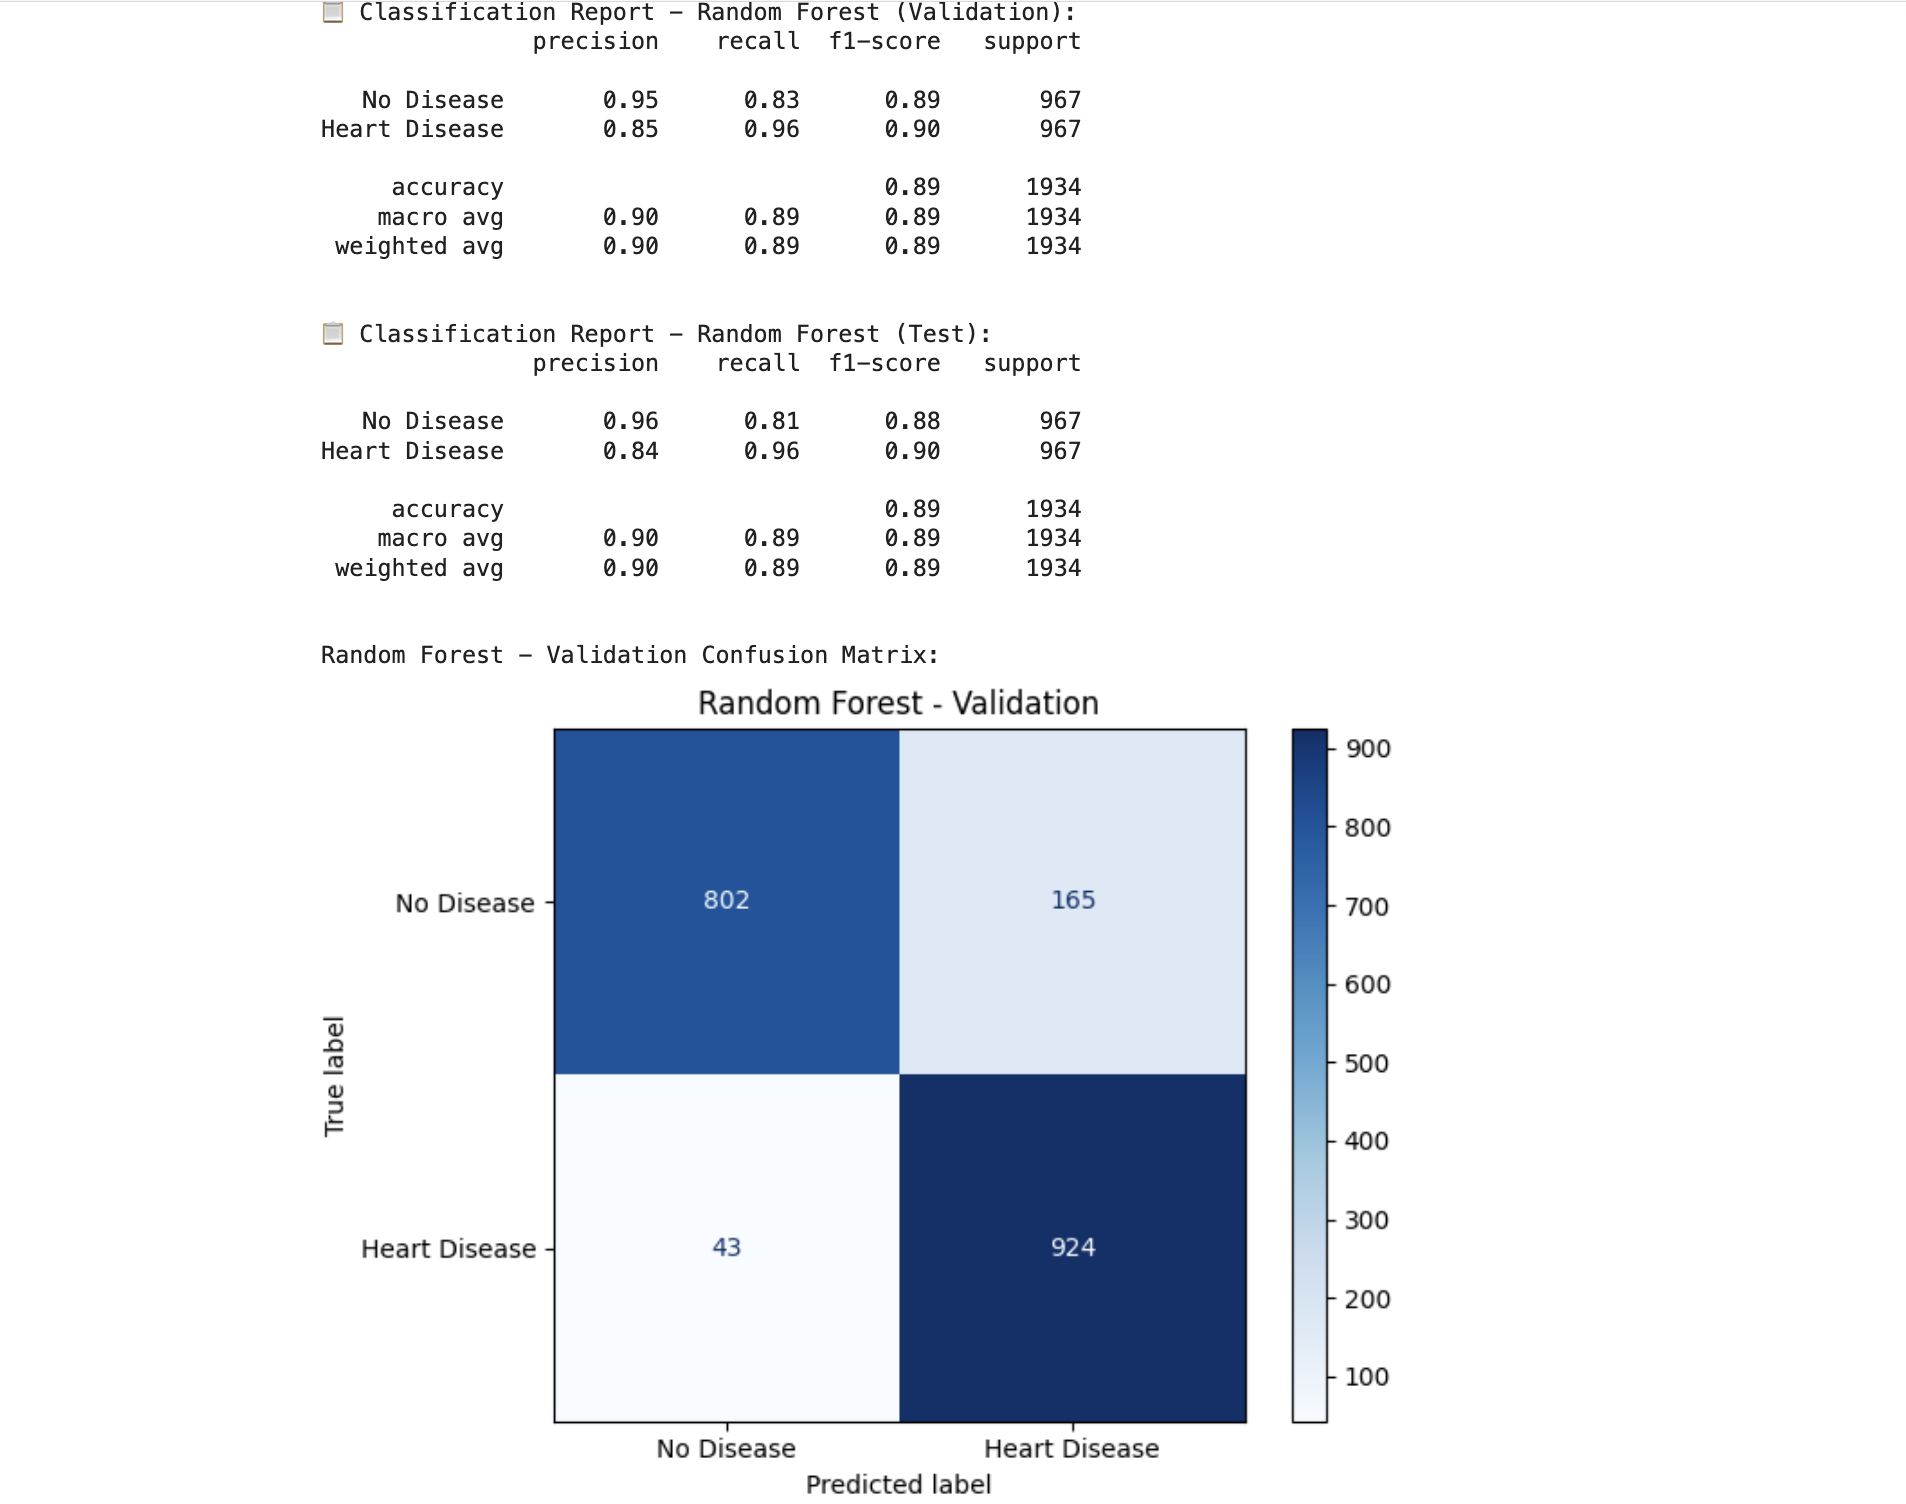 📋 Classification Report – Random Forest (Validation):
precision recall f1-score support
No Disease 0.95 0.83 0.89 967
Heart Disease 0.85 0.96 0.90 967
accuracy 0.89 1934
macro avg 0.90 0.89 0.89 1934
weighted avg 0.90 0.89 0.89 1934
📋 Classification Report – Random Forest (Test):
precision recall f1-score support
No Disease 0.96 0.81 0.88 967
Heart Disease 0.84 0.96 0.90 967
accuracy 0.89 1934
macro avg 0.90 0.89 0.89 1934
weighted avg 0.90 0.89 0.89 1934
Random Forest – Validation Confusion Matrix:
Random Forest - Validation
True label
No Disease
802
165
Heart Disease
43
924
No Disease
Heart Disease
Predicted label
900
800
700
600
500
400
300
200
100